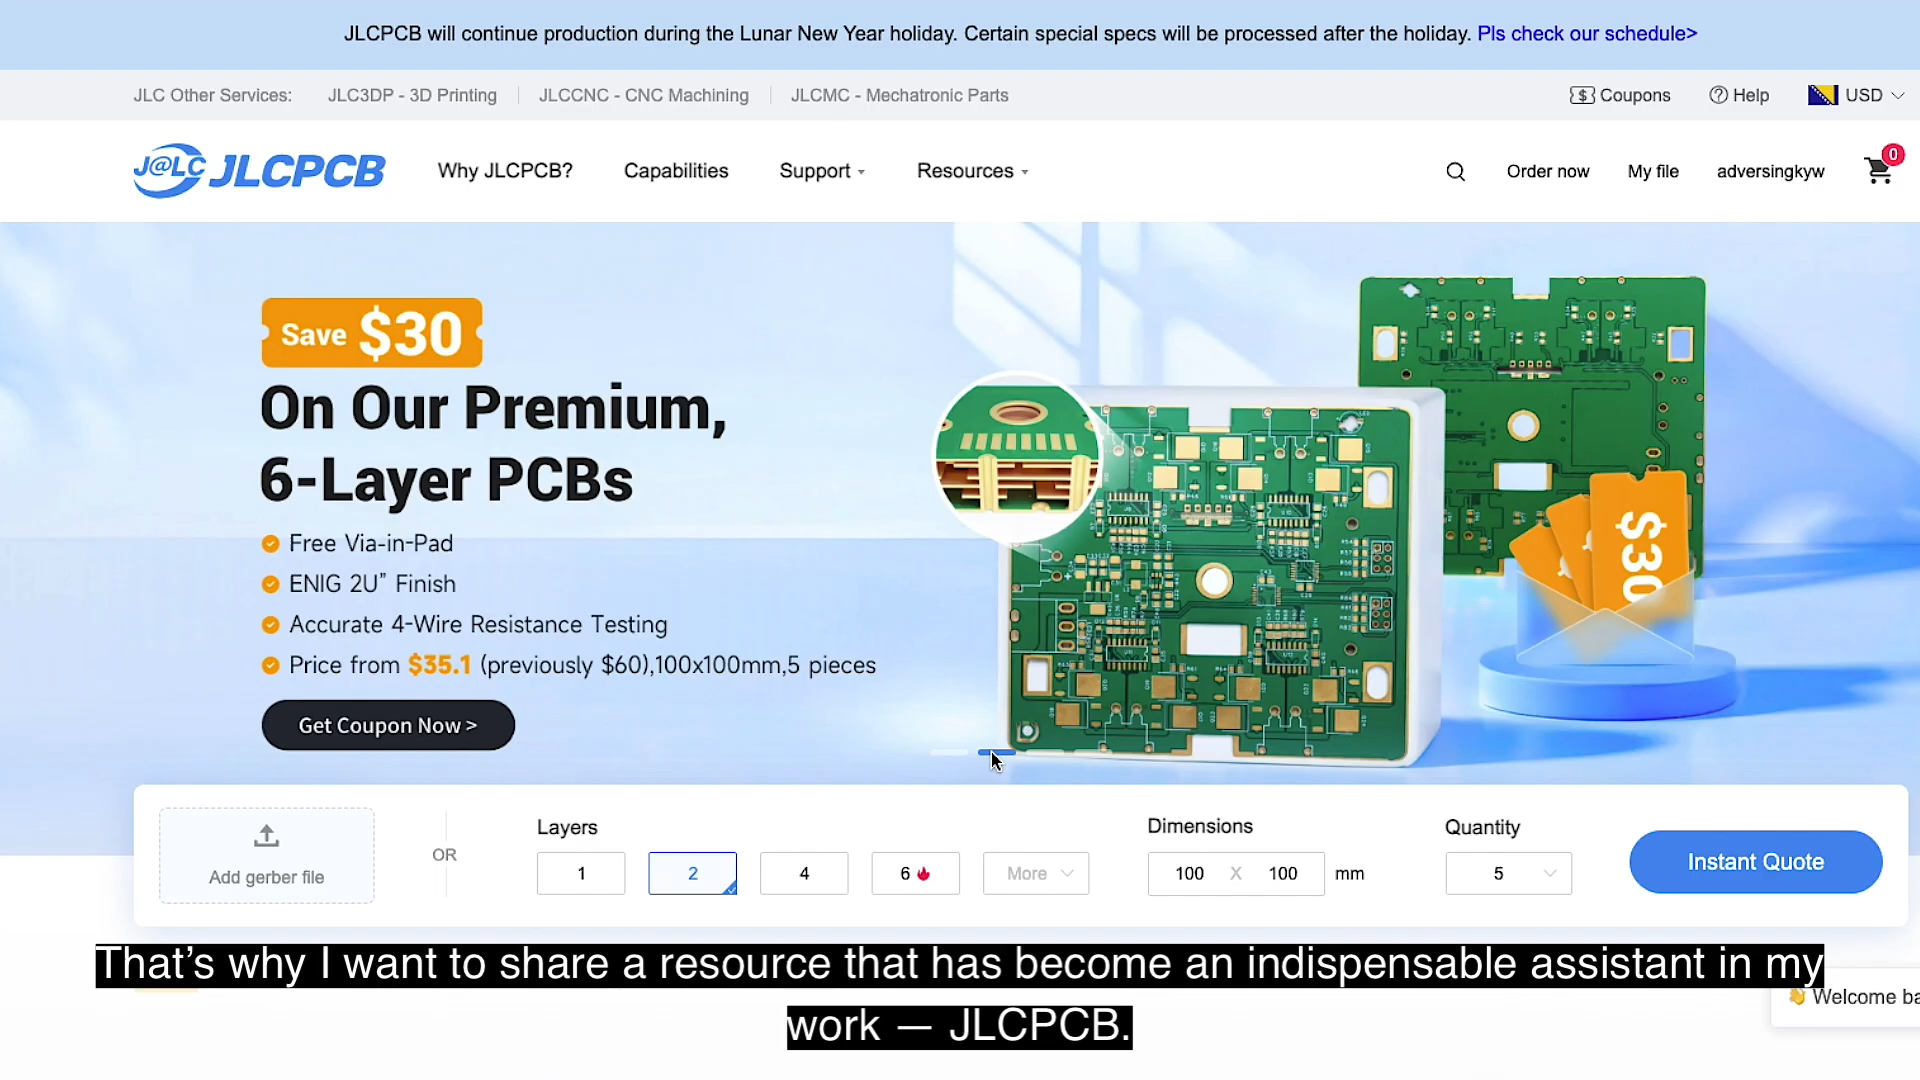 JLCPCB will continue production during the Lunar New Year holiday. Certain special specs will be processed after the holiday. Pls check our schedule>
JLC Other Services: JLC3DP - 3D Printing JLCCNC - CNC Machining JLCMC - Mechatronic Parts Coupons Help USD
J@LC JLCPCB Why JLCPCB? Capabilities Support Resources Order now My file adversingkyw 0
Save $30
On Our Premium,
6-Layer PCBs
Free Via-in-Pad
ENIG 2U” Finish
Accurate 4-Wire Resistance Testing
Price from $35.1 (previously $60),100x100mm,5 pieces
Get Coupon Now >
$30
Add gerber file
OR
Layers
1 2 4 6 More
Dimensions
100 X 100 mm
Quantity
5
Instant Quote
That’s why I want to share a resource that has become an indispensable assistant in my
work — JLCPCB.
Welcome ba